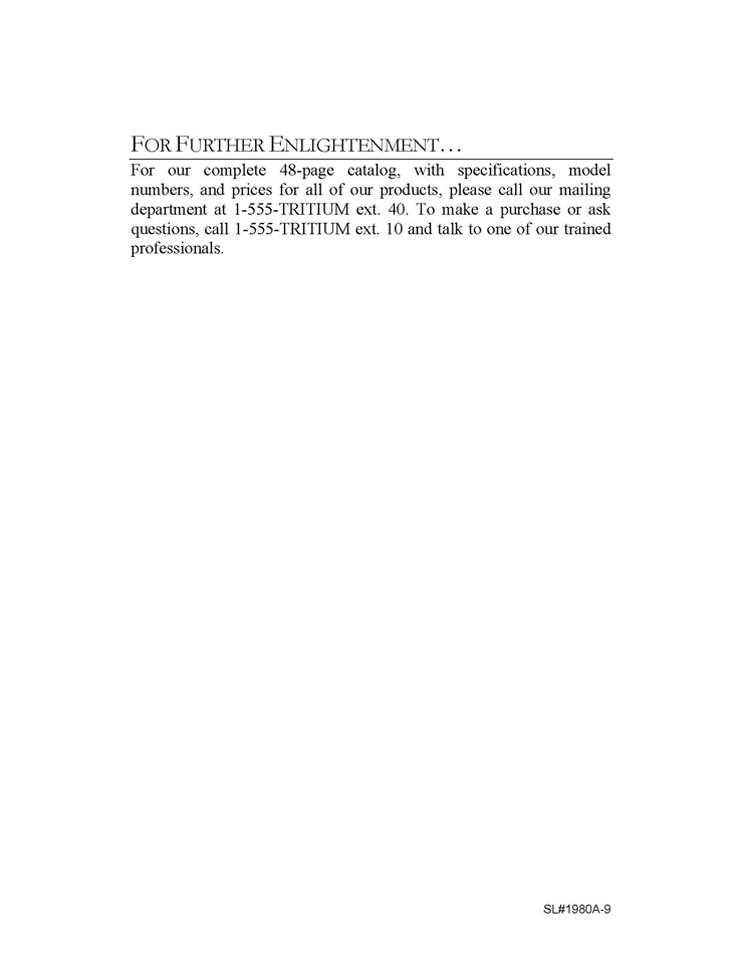 FOR FURTHER ENLIGHTENMENT…
For our complete 48-page catalog, with specifications, model
numbers, and prices for all of our products, please call our mailing
department at 1-555-TRITIUM ext. 40. To make a purchase or ask
questions, call 1-555-TRITIUM ext. 10 and talk to one of our trained
professionals.
SL#1980A-9